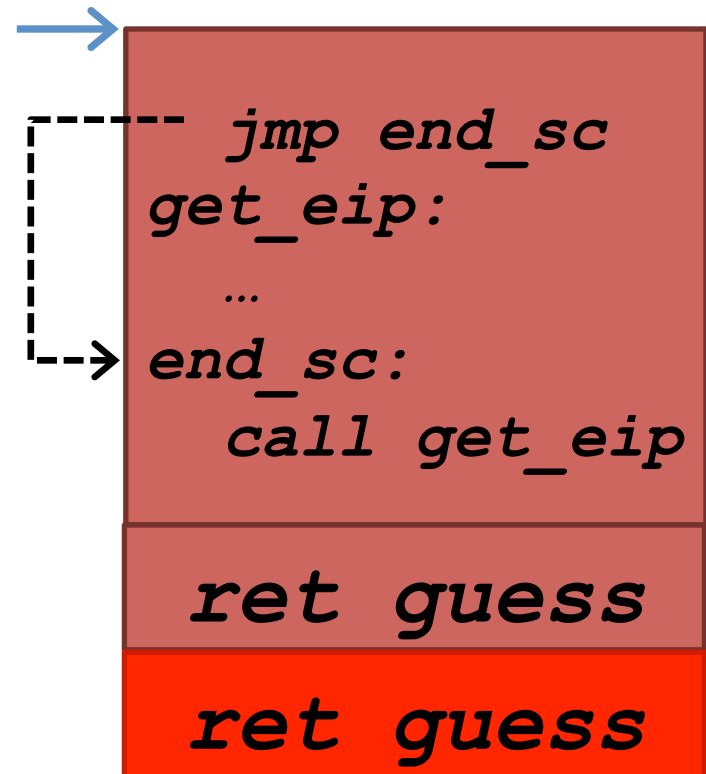 jmp end_sc
get_eip:
…
end_sc:
call get_eip
ret guess
ret guess